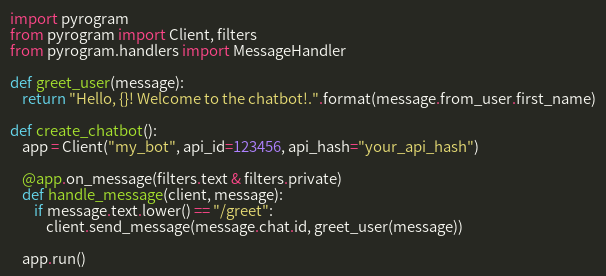 import pyrogram
from pyrogram import Client, filters
from pyrogram.handlers import MessageHandler

def greet_user(message):
    return "Hello, {}! Welcome to the chatbot!.".format(message.from_user.first_name)

def create_chatbot():
    app = Client("my_bot", api_id=123456, api_hash="your_api_hash")

    @app.on_message(filters.text & filters.private)
    def handle_message(client, message):
        if message.text.lower() == "/greet":
            client.send_message(message.chat.id, greet_user(message))

    app.run()